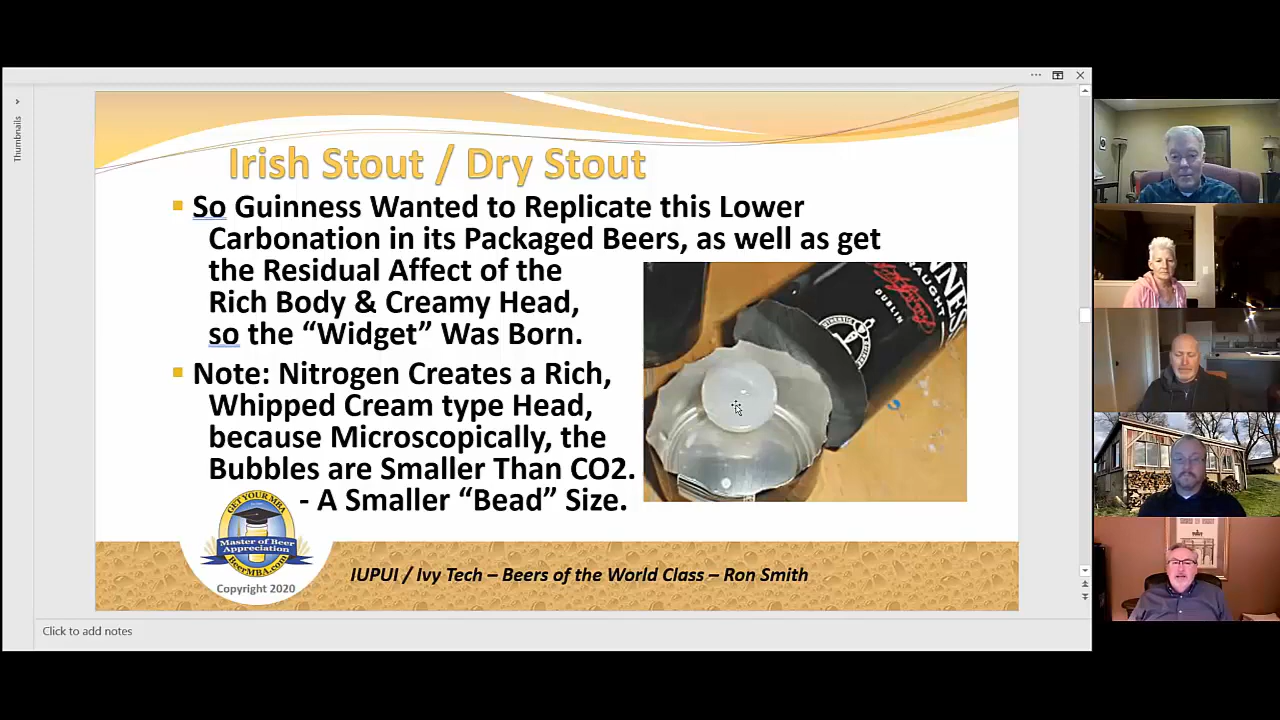 Thumbnails
Irish Stout / Dry Stout
So Guinness Wanted to Replicate this Lower
Carbonation in its Packaged Beers, as well as get
the Residual Affect of the
Rich Body & Creamy Head,
so the “Widget” Was Born.
Note: Nitrogen Creates a Rich,
Whipped Cream type Head,
because Microscopically, the
Bubbles are Smaller Than CO2.
- A Smaller “Bead” Size.
DUBLIN
GET YOUR MBA
Master of Beer
Appreciation
BeerMBA.com
Copyright 2020
IUPUI / Ivy Tech – Beers of the World Class – Ron Smith
Click to add notes